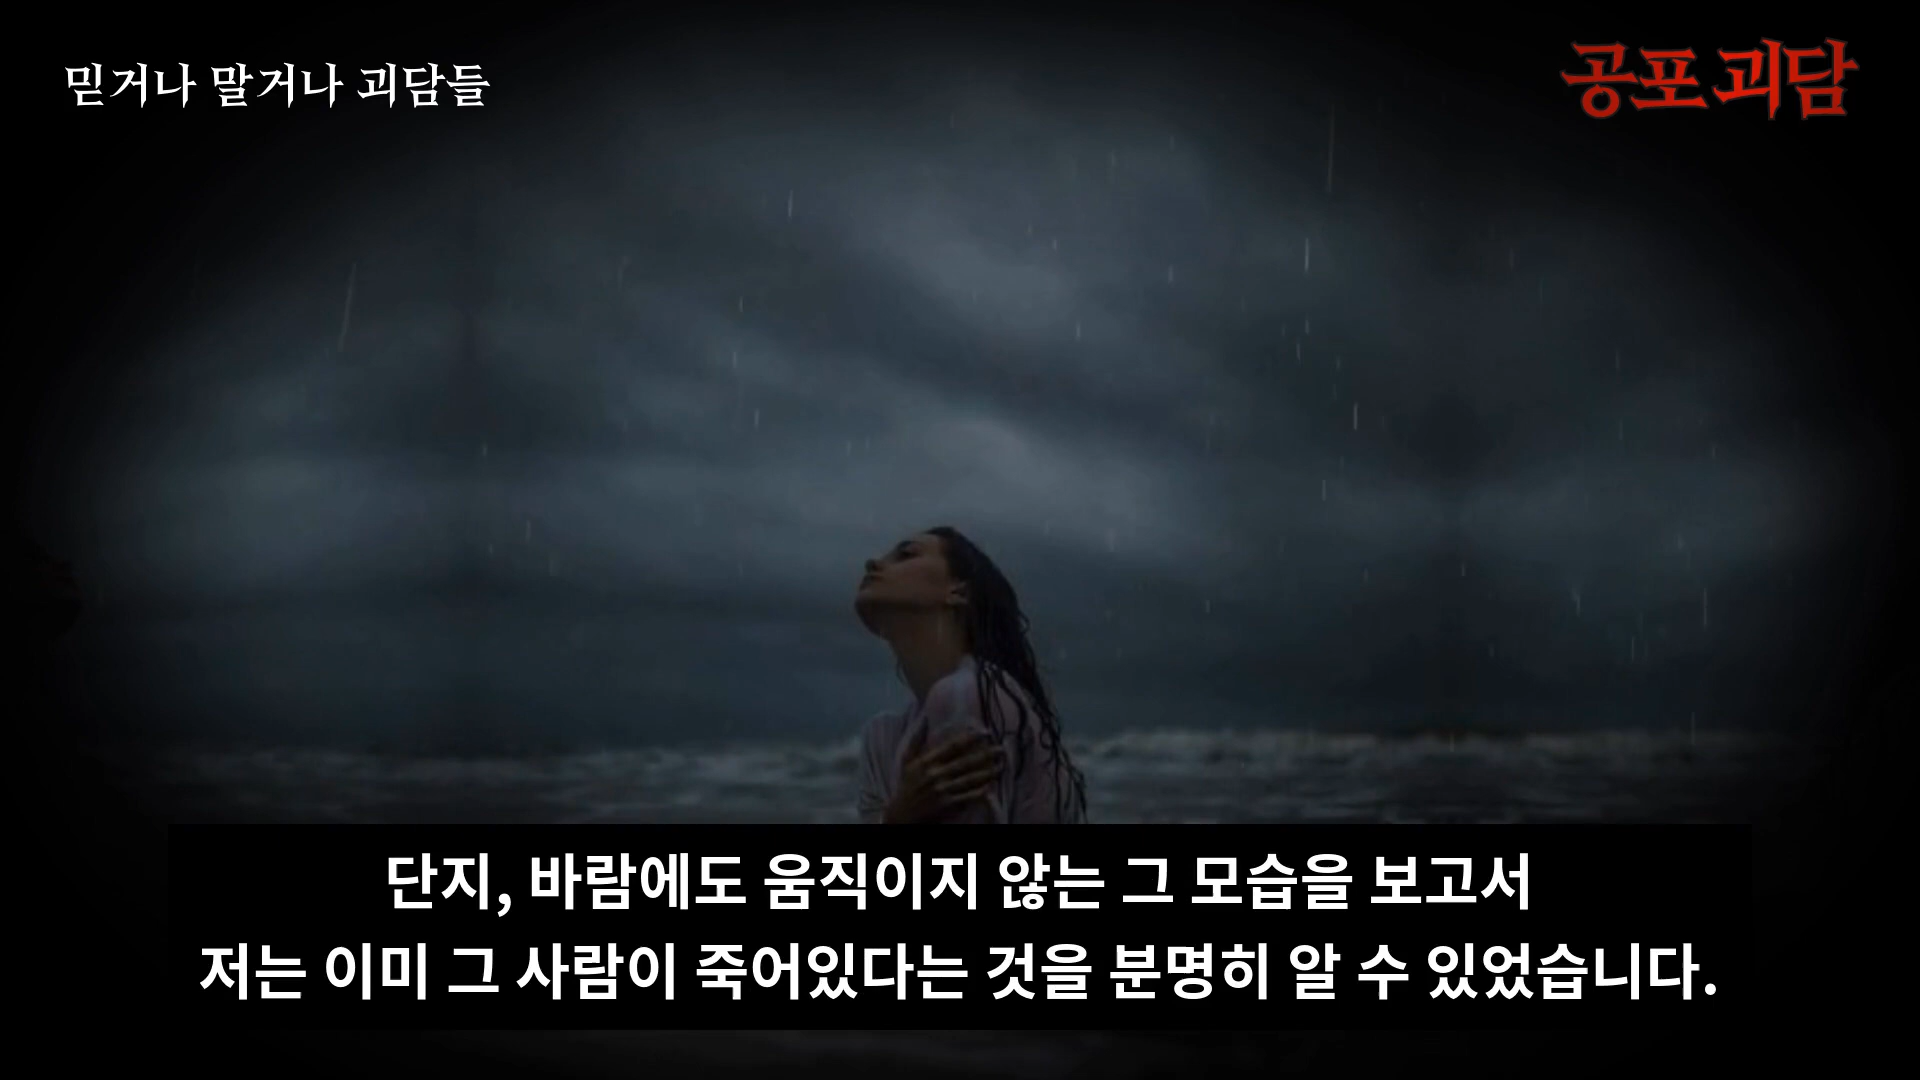 믿거나 말거나 괴담들
공포 괴담
단지, 바람에도 움직이지 않는 그 모습을 보고서
저는 이미 그 사람이 죽어있다는 것을 분명히 알 수 있었습니다.